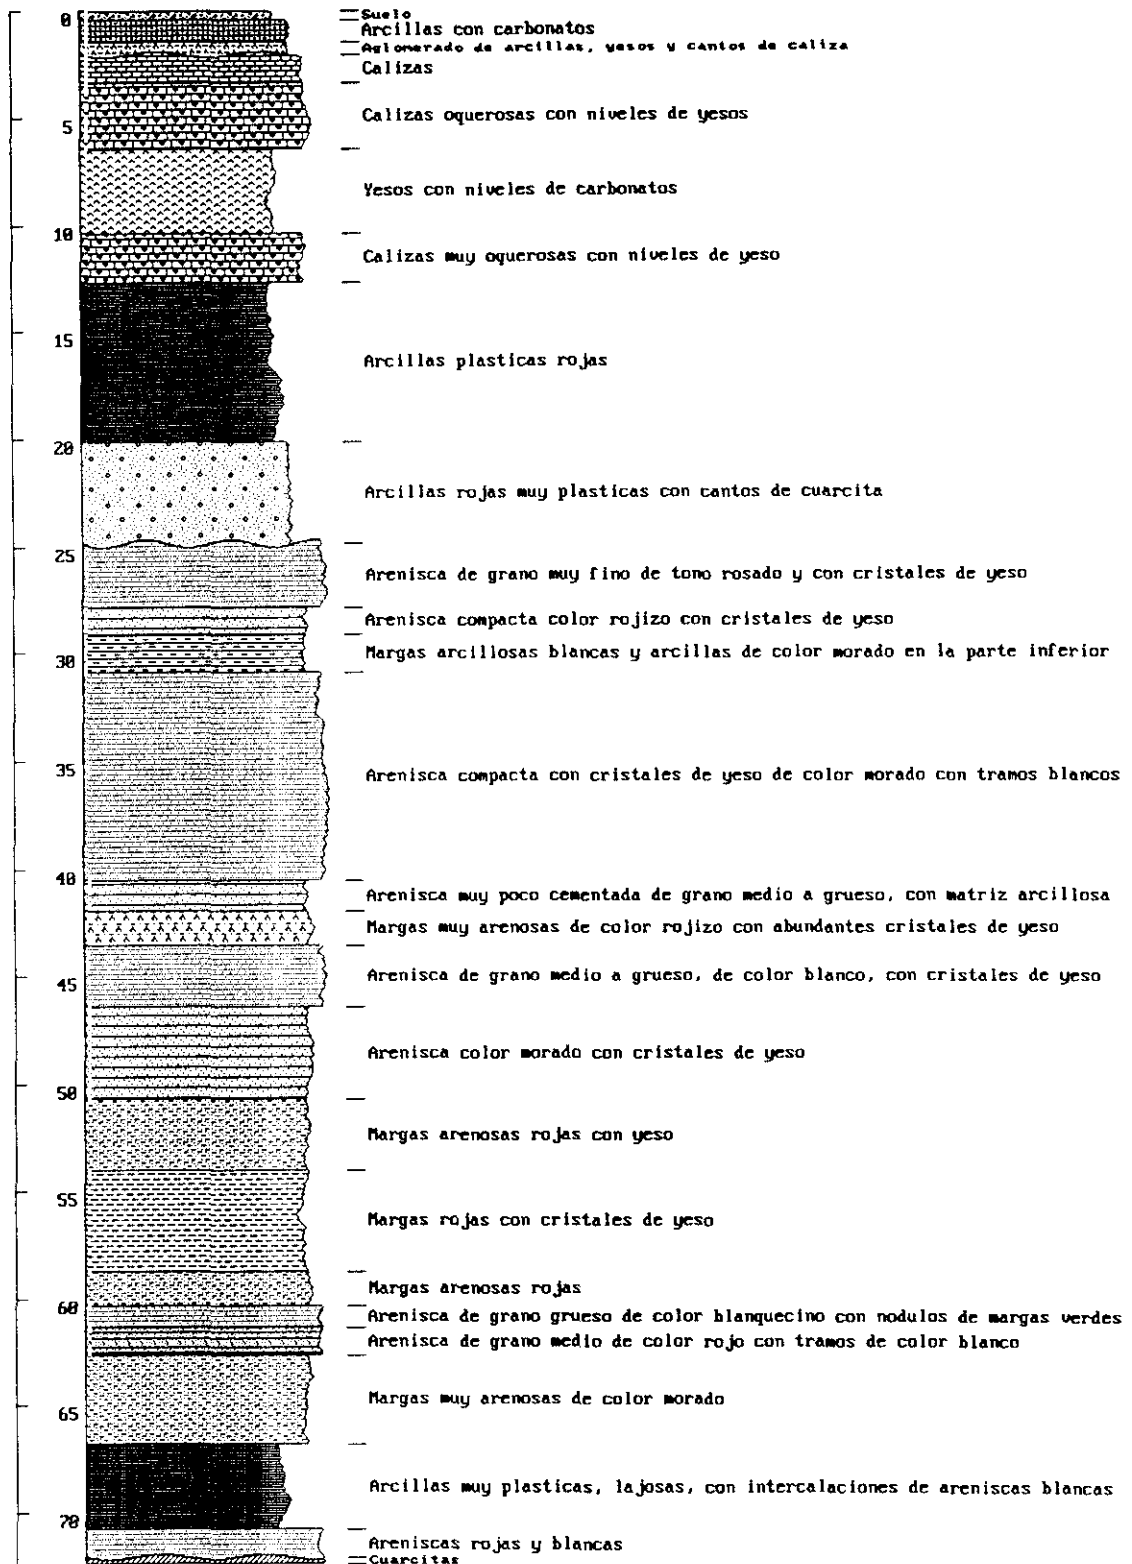 0
Suelo
Arcillas con carbonatos
Aglomerado de arcillas, yesos y cantos de caliza
Calizas
5
Calizas oquerosas con niveles de yesos
Yesos con niveles de carbonatos
10
Calizas muy oquerosas con niveles de yeso
15
Arcillas plasticas rojas
20
Arcillas rojas muy plasticas con cantos de cuarcita
25
Arenisca de grano muy fino de tono rosado y con cristales de yeso
Arenisca compacta color rojizo con cristales de yeso
Margas arcillosas blancas y arcillas de color morado en la parte inferior
30
35
Arenisca compacta con cristales de yeso de color morado con tramos blancos
40
Arenisca muy poco cementada de grano medio a grueso, con matriz arcillosa
Margas muy arenosas de color rojizo con abundantes cristales de yeso
Arenisca de grano medio a grueso, de color blanco, con cristales de yeso
45
Arenisca color morado con cristales de yeso
50
Margas arenosas rojas con yeso
55
Margas rojas con cristales de yeso
Margas arenosas rojas
60
Arenisca de grano grueso de color blanquecino con nodulos de margas verdes
Arenisca de grano medio de color rojo con tramos de color blanco
Margas muy arenosas de color morado
65
Arcillas muy plasticas, lajosas, con intercalaciones de areniscas blancas
70
Areniscas rojas y blancas
Cuarcitas